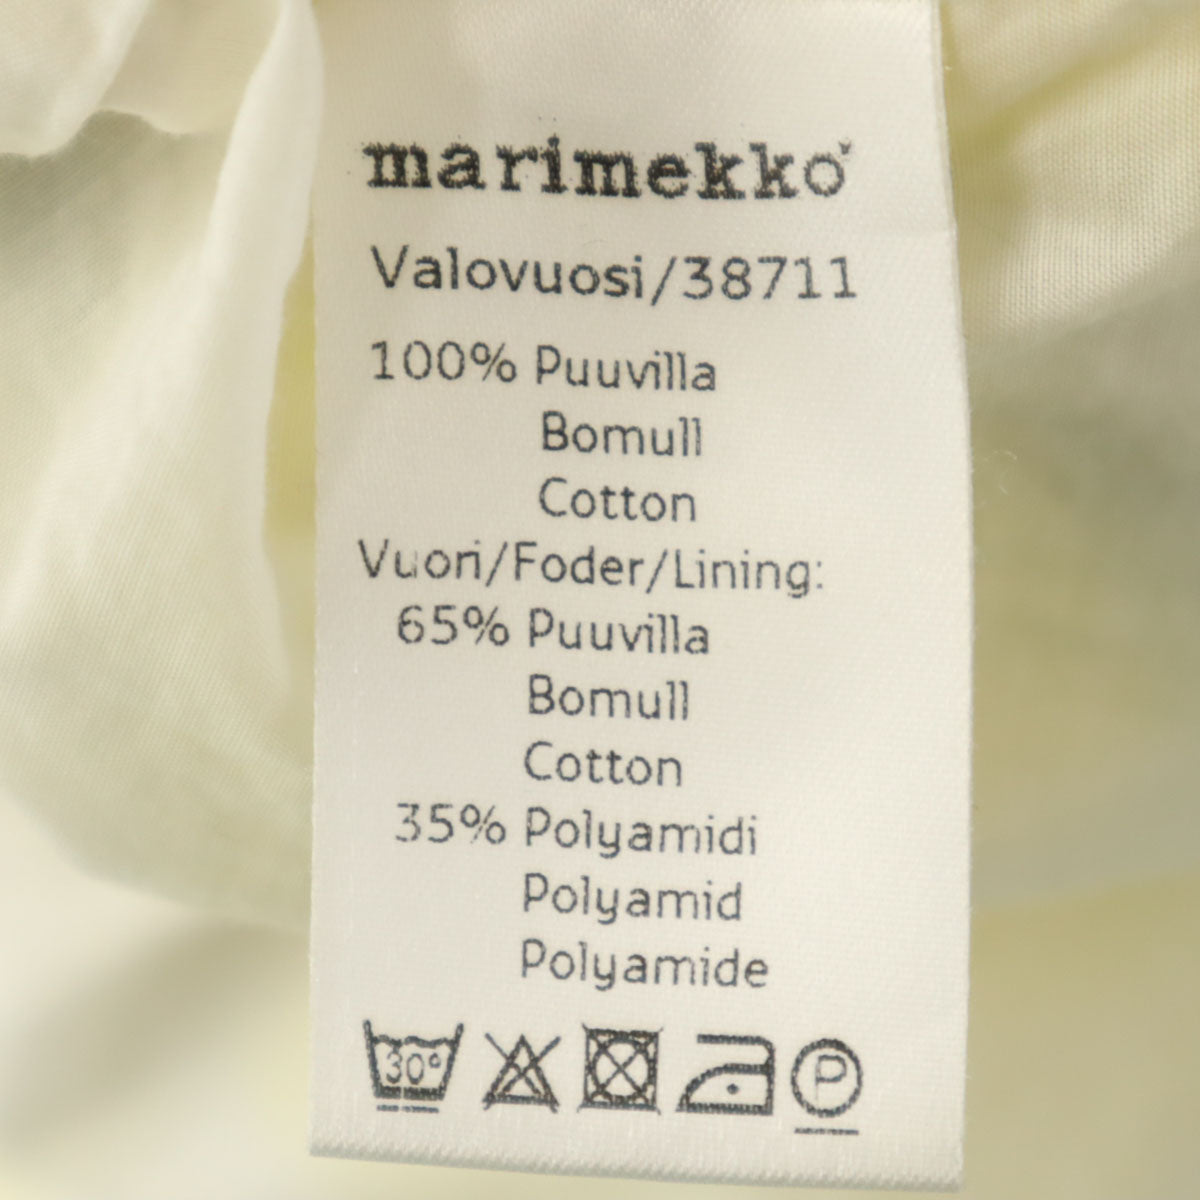 marimekko
Valovuosi/38711
100% Puuvilla
Bomull
Cotton
Vuori/Foder/Lining:
65% Puuvilla
Bomull
Cotton
35% Polyamidi
Polyamid
Polyamide
30°
P